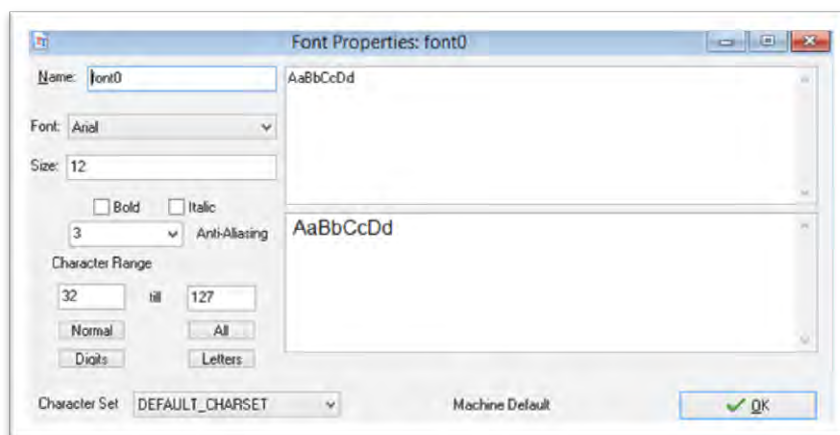 Font Properties: font0
Name: font0
AaBbCcDd
Font: Arial
Size: 12
Bold Italic
3 Anti-Aliasing
AaBbCcDd
Character Range
32 till 127
Normal All
Digits Letters
Character Set DEFAULT_CHARSET Machine Default OK